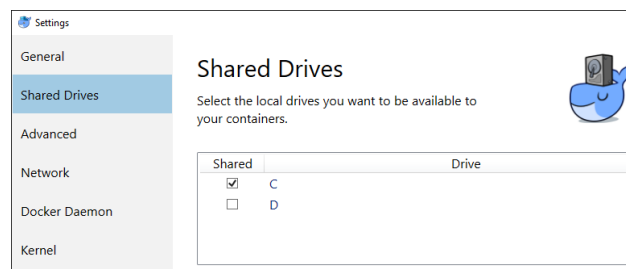 Settings
General
Shared Drives
Advanced
Network
Docker Daemon
Kernel
Shared Drives
Select the local drives you want to be available to
your containers.
Shared Drive
C
D